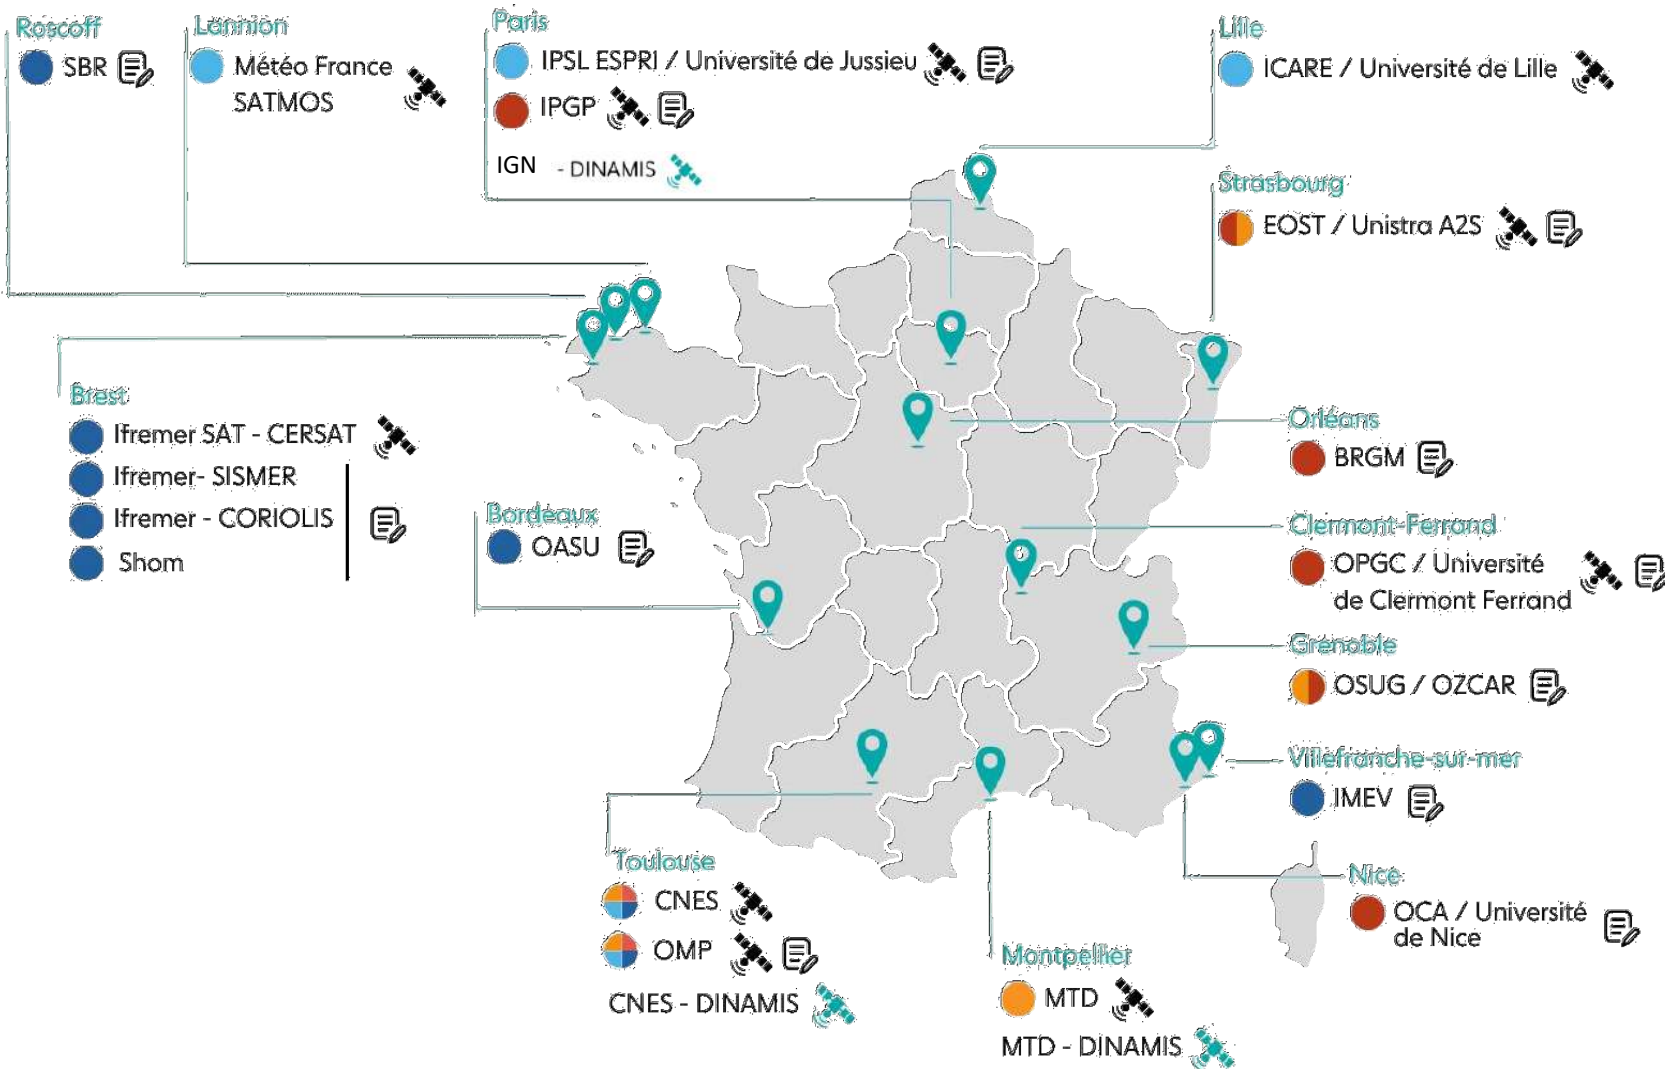 Roscoff
SBR
Lannion
Météo France
SATMOS
Paris
IPSL ESPRI / Université de Jussieu
IPGP
IGN - DINAMIS
Lille
ICARE / Université de Lille
Strasbourg
EOST / Unistra A2S
Brest
Ifremer SAT - CERSAT
Ifremer- SISMER
Ifremer - CORIOLIS
Shom
Bordeaux
OASU
Orléans
BRGM
Clermont-Ferrand
OPGC / Université
de Clermont Ferrand
Grenoble
OSUG / OZCAR
Villefranche-sur-mer
IMEV
Nice
OCA / Université
de Nice
Toulouse
CNES
OMP
CNES - DINAMIS
Montpellier
MTD
MTD - DINAMIS